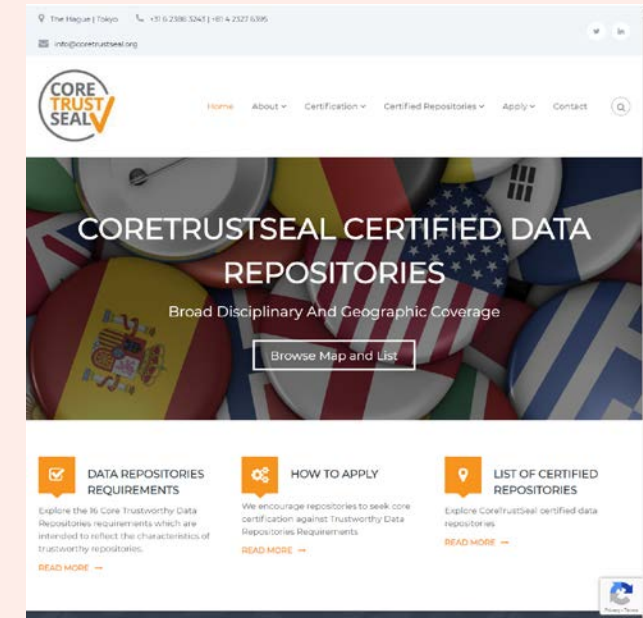 The Hague | Tokyo +31 6 2386 3243 | +81 4 2327 6395
info@coretrustseal.org
CORE
TRUST
SEAL
Home About Certification Certified Repositories Apply Contact
CORETRUSTSEAL CERTIFIED DATA
REPOSITORIES
Broad Disciplinary And Geographic Coverage
Browse Map and List
DATA REPOSITORIES
REQUIREMENTS
Explore the 16 Core Trustworthy Data
Repositories requirements which are
intended to reflect the characteristics of
trustworthy repositories.
READ MORE →
HOW TO APPLY
We encourage repositories to seek core
certification against Trustworthy Data
Repositories Requirements
READ MORE →
LIST OF CERTIFIED
REPOSITORIES
Explore CoreTrustSeal certified data
repositories
READ MORE →
Privacy - Terms